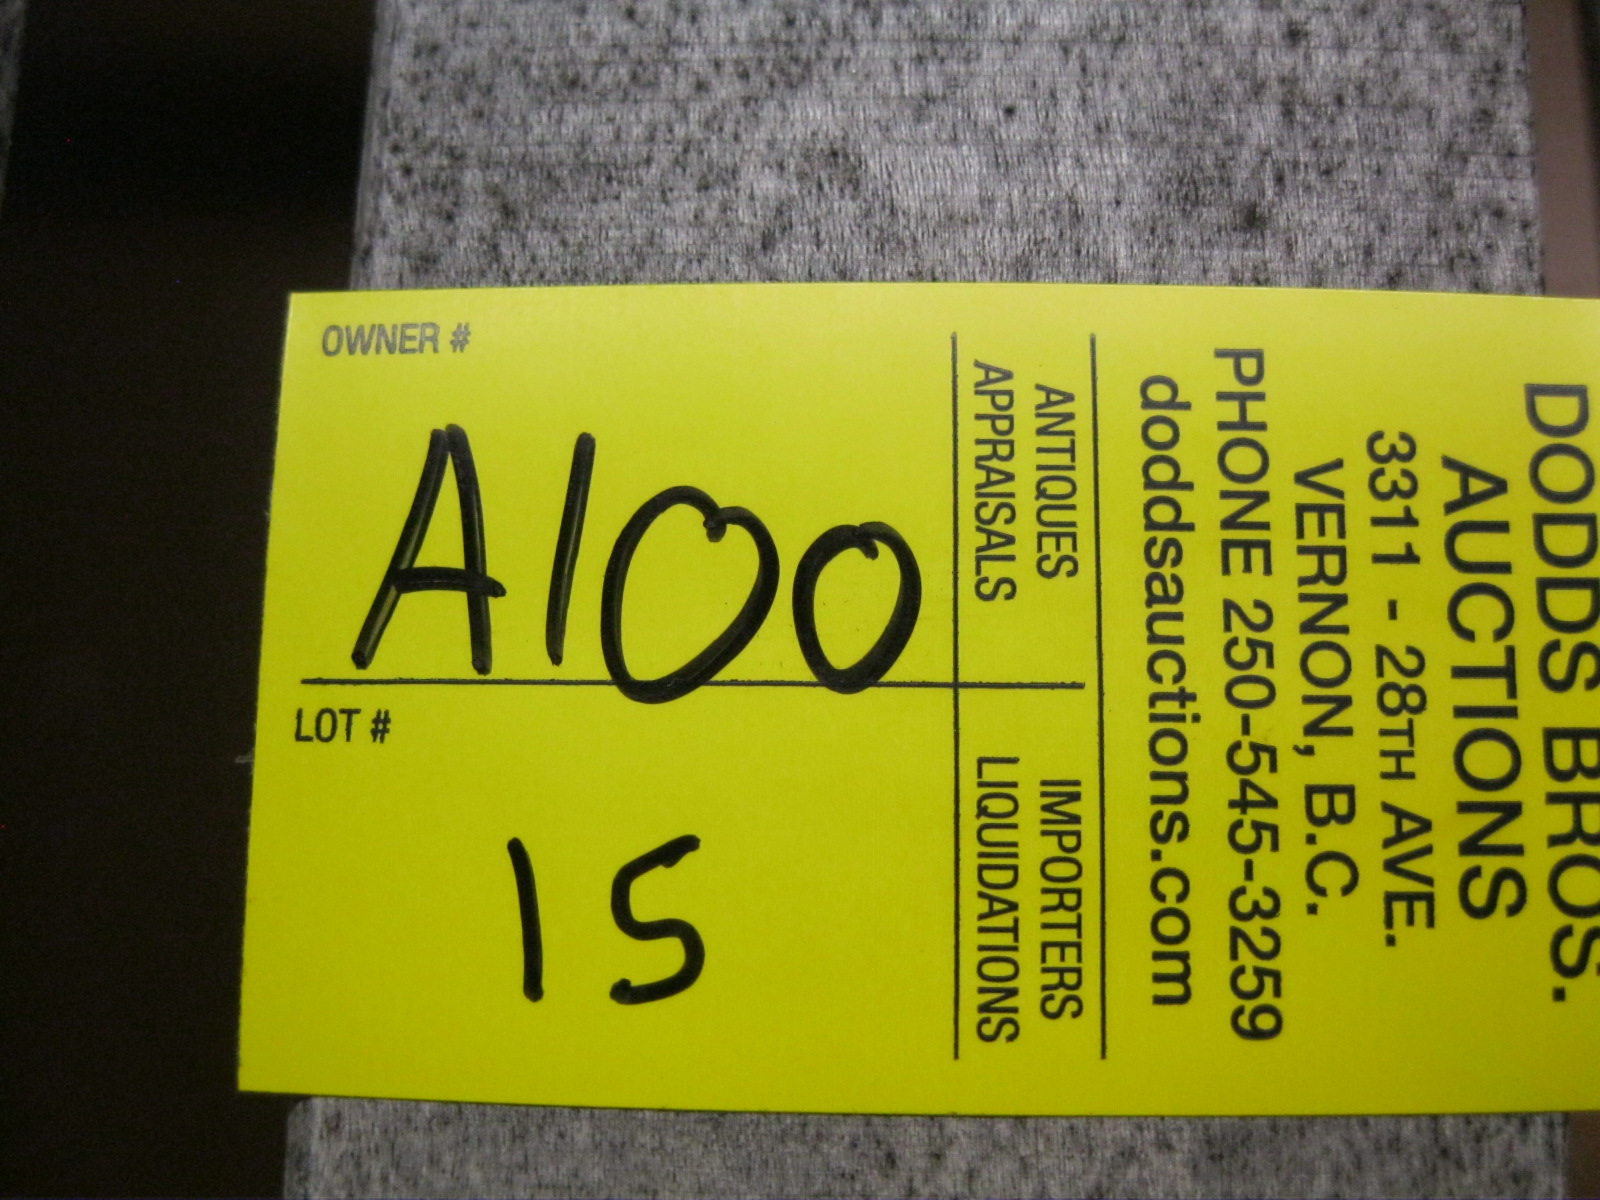 OWNER #
A100
LOT #
15
DODDS BROS.
AUCTIONS
3311 - 28TH AVE.
VERNON, B.C.
PHONE 250-545-3259
doddsauctions.com
ANTIQUES IMPORTERS
APPRAISALS LIQUIDATIONS